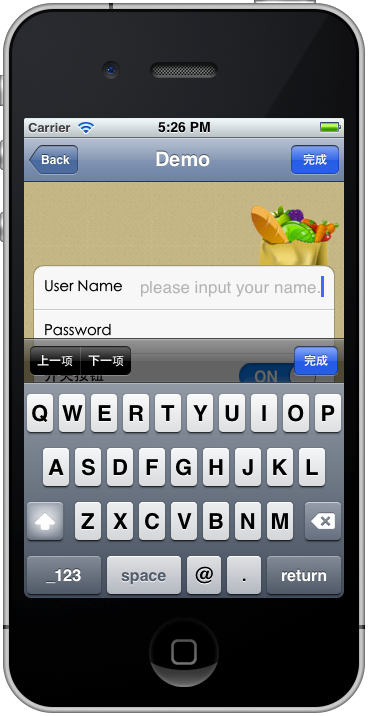 Carrier 5:26 PM
Back Demo 完成
User Name please input your name.
Password
上一项 下一项 完成
开关按钮 ON
Q W E R T Y U I O P
A S D F G H J K L
Z X C V B N M
_123 space @ . return